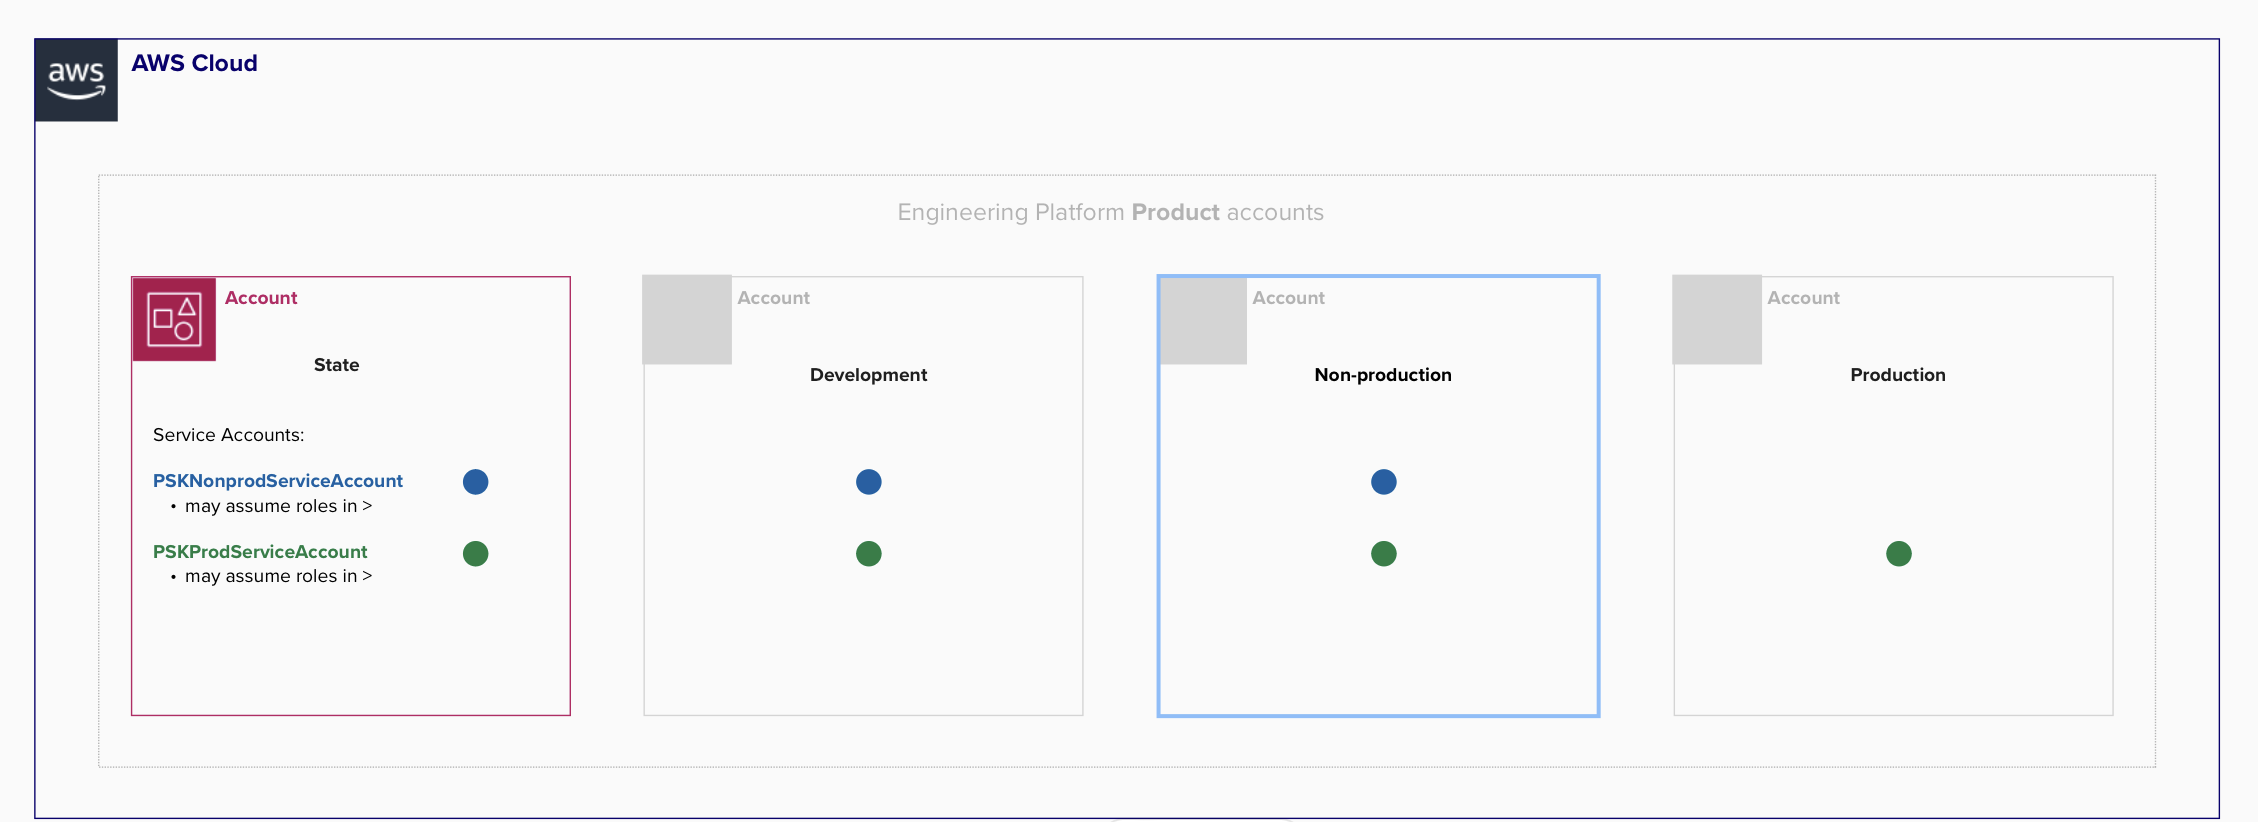 aws
AWS Cloud
Engineering Platform Product accounts
Account
State
Service Accounts:
PSKNonprodServiceAccount
• may assume roles in >
PSKProdServiceAccount
• may assume roles in >
Account
Development
Account
Non-production
Account
Production